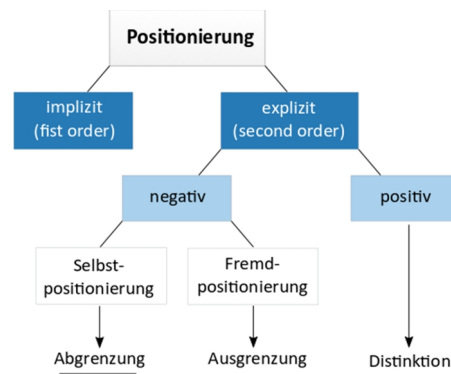 Positionierung
implizit
(fist order)
explizit
(second order)
negativ
positiv
Selbst-
positionierung
Fremd-
positionierung
Abgrenzung
Ausgrenzung
Distinktion